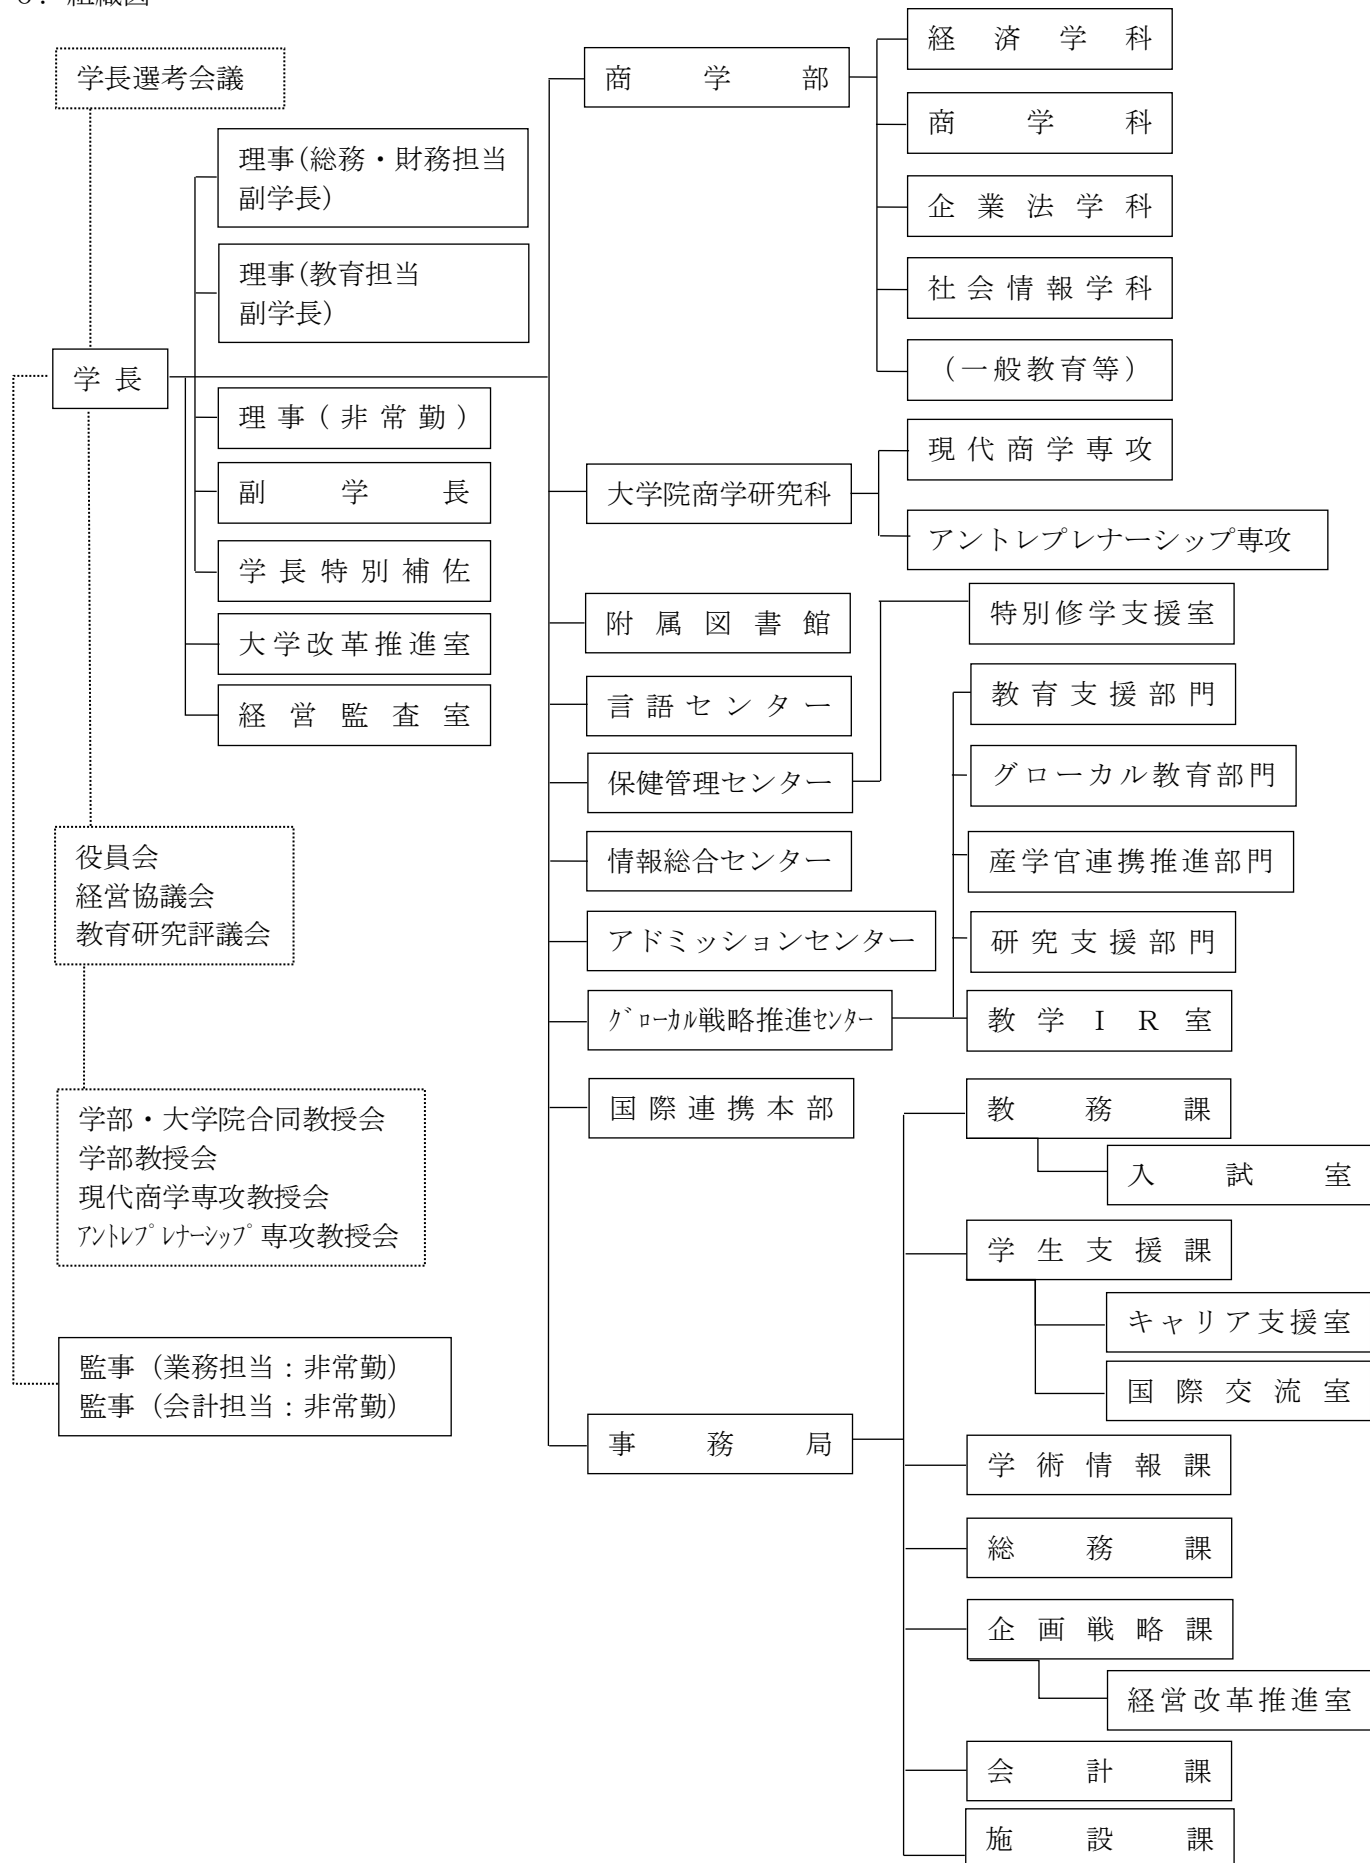 組織図
学長選考会議
学長
理事(総務・財務担当
副学長)
理事(教育担当
副学長)
理事(非常勤)
副学長
学長特別補佐
大学改革推進室
経営監査室
役員会
経営協議会
教育研究評議会
学部・大学院合同教授会
学部教授会
現代商学専攻教授会
アントレプレナーシップ専攻教授会
監事(業務担当:非常勤)
監事(会計担当:非常勤)
商学部
経済学科
商学科
企業法学科
社会情報学科
(一般教育等)
大学院商学研究科
現代商学専攻
アントレプレナーシップ専攻
附属図書館
言語センター
保健管理センター
特別修学支援室
情報総合センター
アドミッションセンター
グローカル戦略推進センター
教育支援部門
グローカル教育部門
産学官連携推進部門
研究支援部門
教学IR室
国際連携本部
事務局
教務課
入試室
学生支援課
キャリア支援室
国際交流室
学術情報課
総務課
企画戦略課
経営改革推進室
会計課
施設課